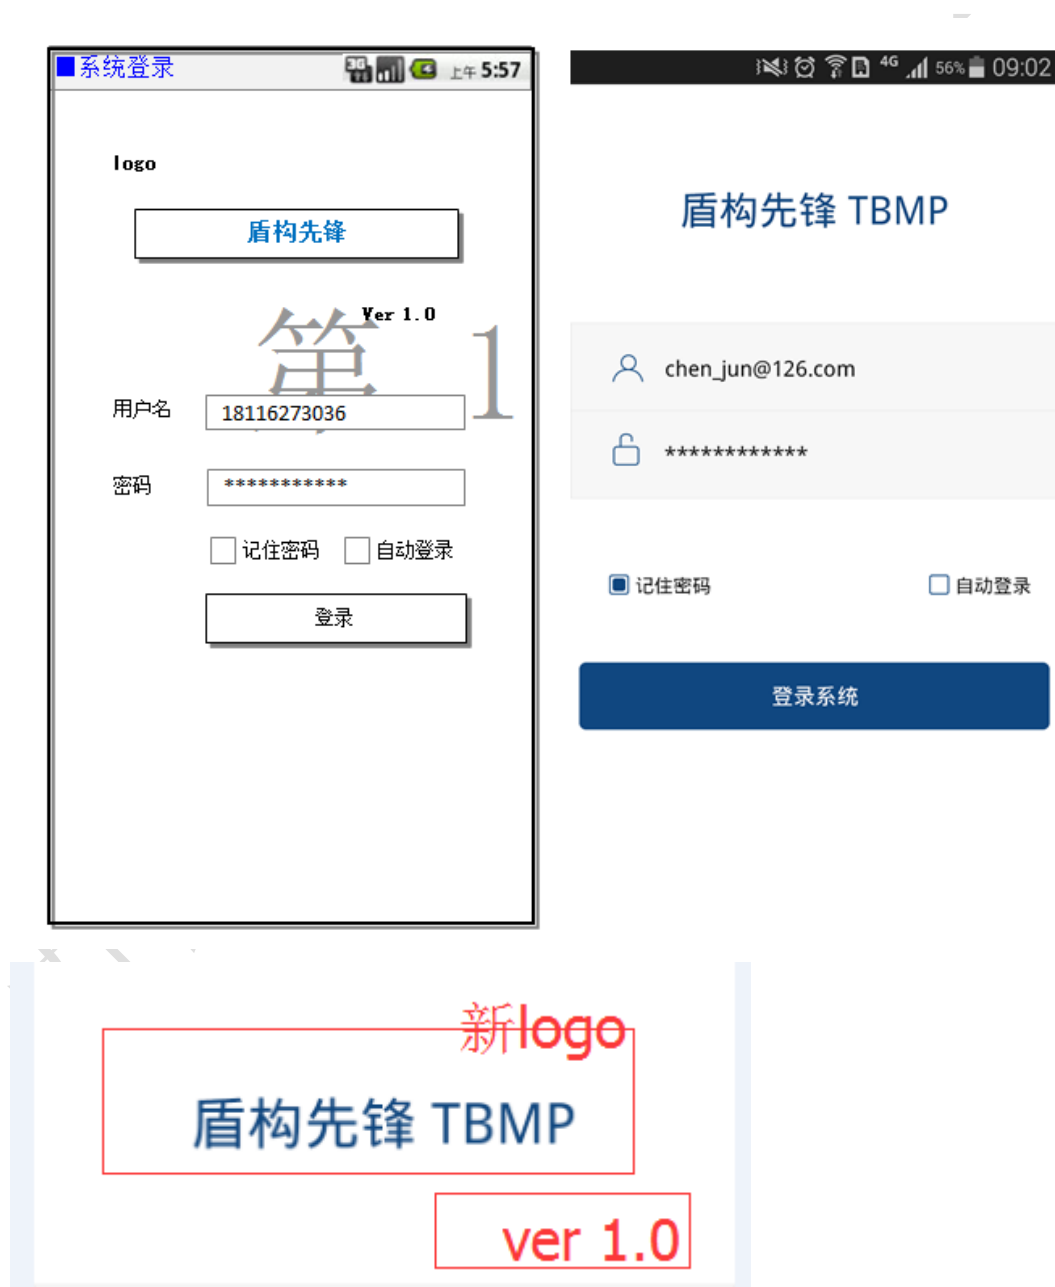 系统登录
上午 5:57
logo
盾构先锋
Ver 1.0
第 1
用户名
18116273036
密码
***********
记住密码 自动登录
登录
4G 56% 09:02
盾构先锋 TBMP
chen_jun@126.com
************
记住密码 自动登录
登录系统
新logo
盾构先锋 TBMP
ver 1.0